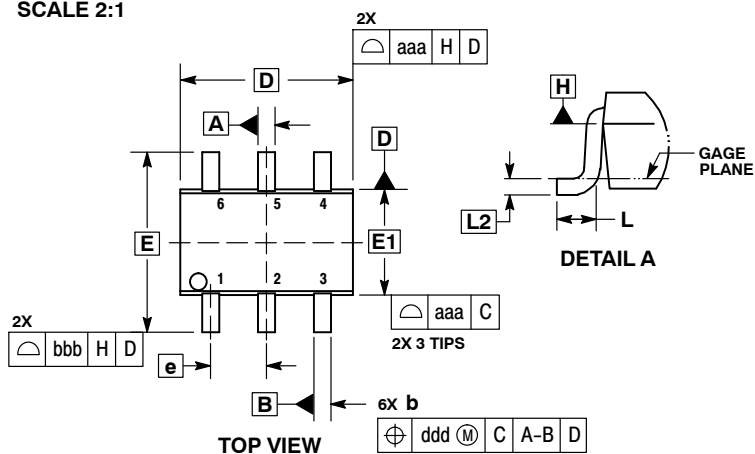 SCALE 2:1
2X
⌓ aaa H D
D
A
H
D
GAGE
PLANE
6 5 4
L2
L
E
E1
DETAIL A
1 2 3
⌓ aaa C
2X 3 TIPS
2X
⌓ bbb H D
e
B
6X b
⌖ ddd Ⓜ C A-B D
TOP VIEW